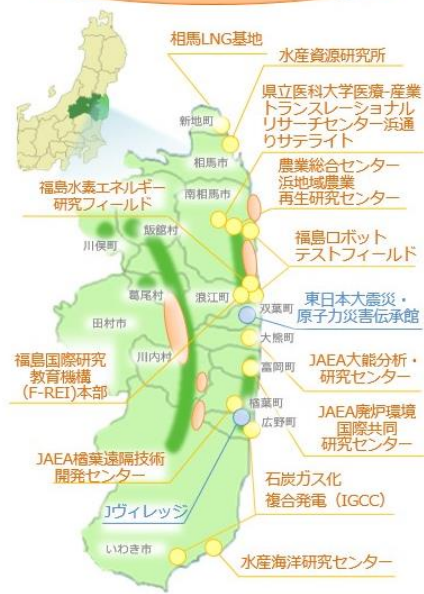 相馬LNG基地
水産資源研究所
県立医科大学医療-産業
トランスレーショナル
リサーチセンター浜通
りサテライト
新地町
相馬市
農業総合センター
浜地域農業
再生研究センター
福島水素エネルギー
研究フィールド
南相馬市
飯館村
川俣町
福島ロボット
テストフィールド
葛尾村
浪江町
双葉町
東日本大震災・
原子力災害伝承館
田村市
大熊町
川内村
福島国際研究
教育機構
(F-REI)本部
富岡町
JAEA大熊分析・
研究センター
楢葉町
広野町
JAEA廃炉環境
国際共同
研究センター
JAEA楢葉遠隔技術
開発センター
Jヴィレッジ
石炭ガス化
複合発電（IGCC）
いわき市
水産海洋研究センター